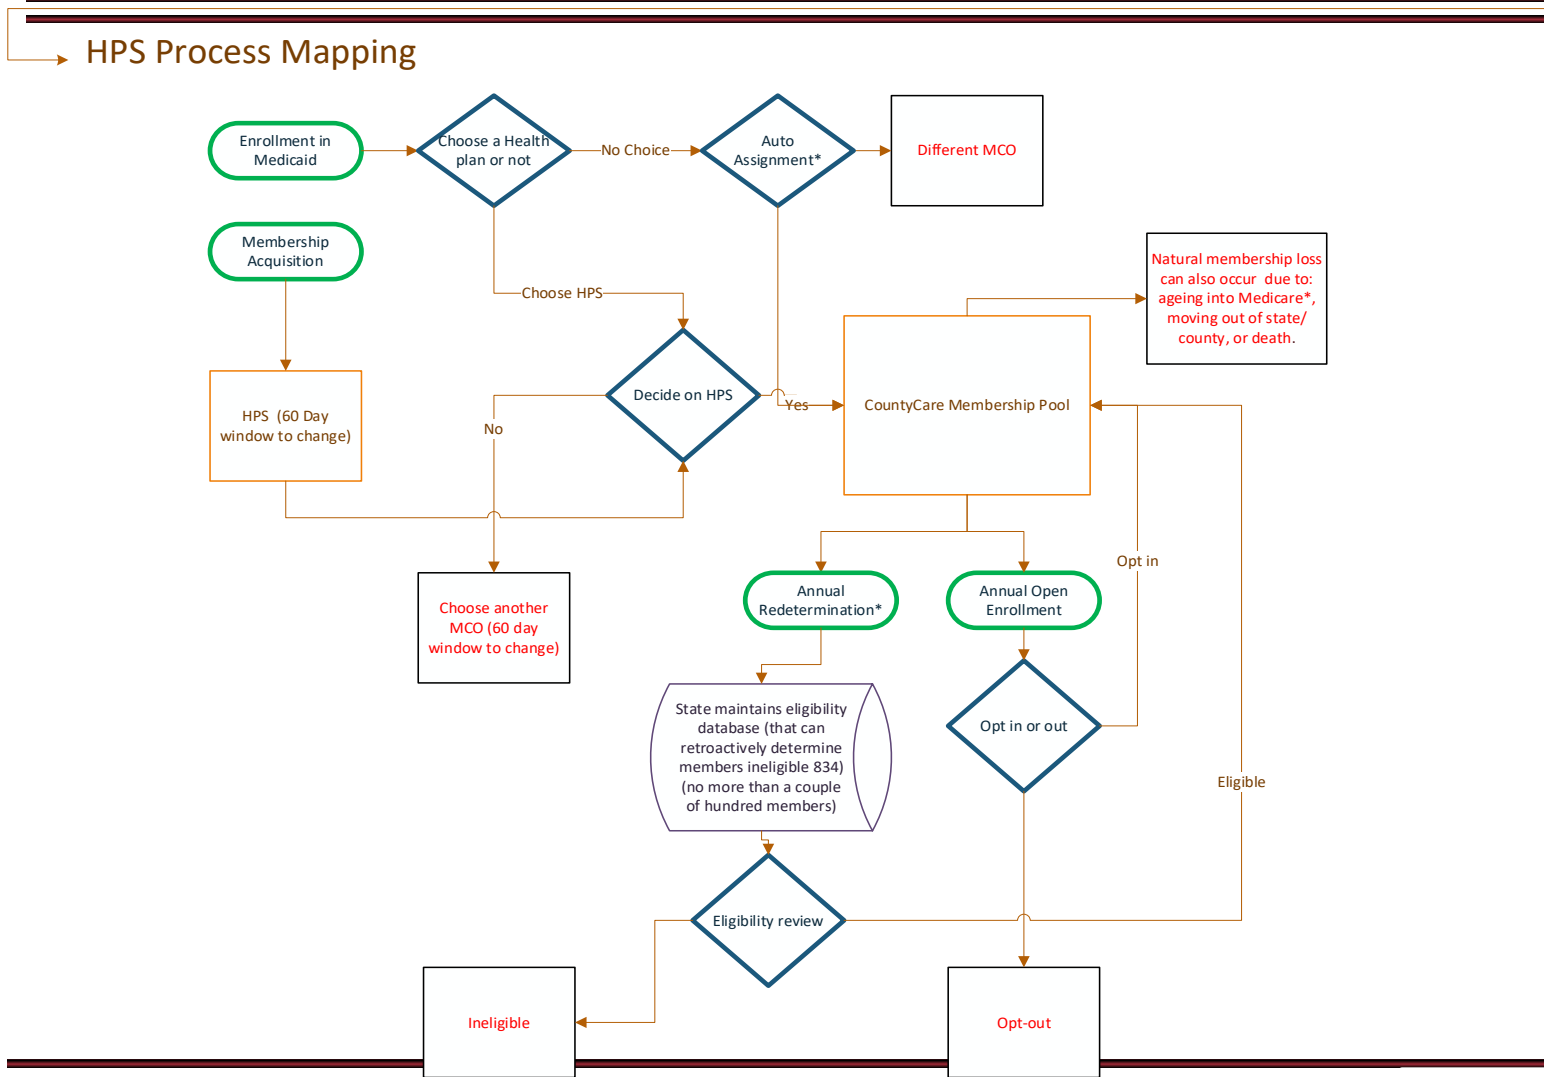 HPS Process Mapping
Enrollment in
Medicaid
Choose a Health
plan or not
No Choice
Auto
Assignment*
Different MCO
Membership
Acquisition
Natural membership loss
can also occur due to:
ageing into Medicare*,
moving out of state/
county, or death.
Choose HPS
HPS (60 Day
window to change)
Decide on HPS
Yes
CountyCare Membership Pool
No
Opt in
Choose another
MCO (60 day
window to change)
Annual
Redetermination*
Annual Open
Enrollment
State maintains eligibility
database (that can
retroactively determine
members ineligible 834)
(no more than a couple
of hundred members)
Opt in or out
Eligible
Eligibility review
Ineligible
Opt-out